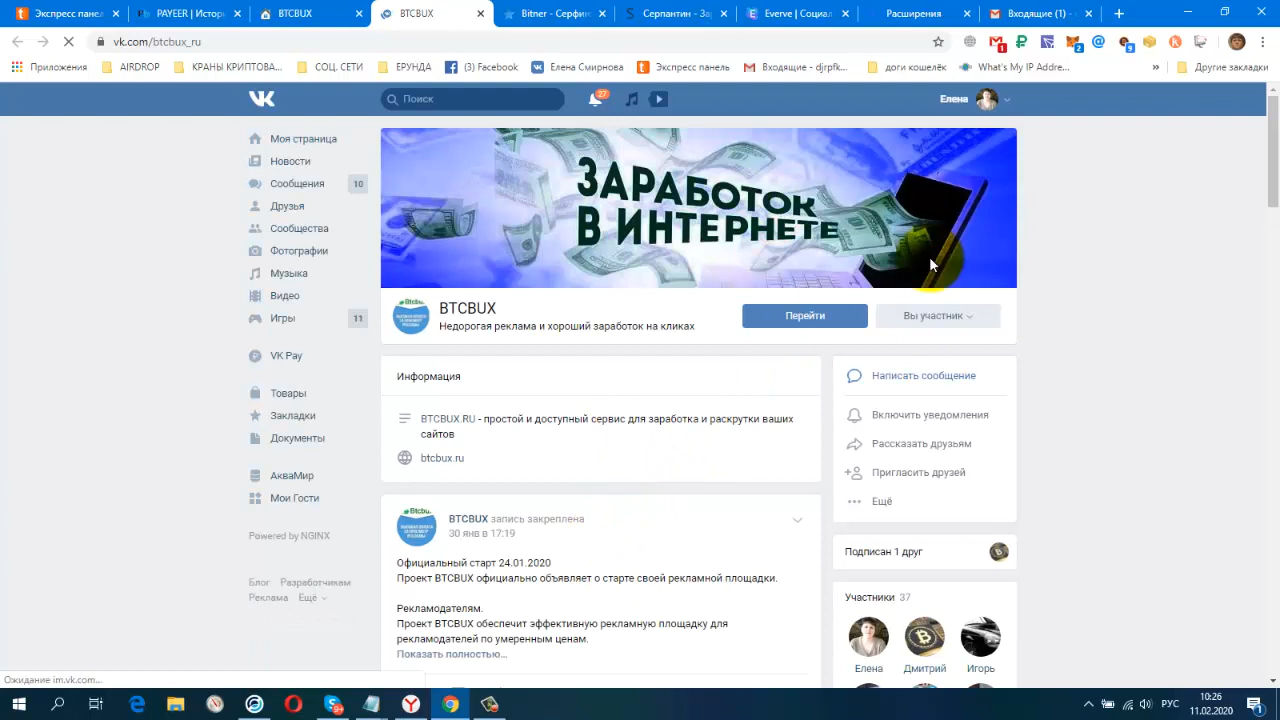 Экспресс панель
PAYEER | Истори
BTCBUX
BTCBUX
Bitner - Серфин
Серпантин - За
Everve | Социал
Расширения
Входящие (1) -
vk.com/btcbux_ru
1
2
9
Приложения
AIRDROP
КРАНЫ КРИПТОВА...
СОЦ. СЕТИ
ЕРУНДА
(3) Facebook
Елена Смирнова
Экспресс панель
Входящие - djrpfk...
доги кошелёк
What's My IP Addre...
»
Другие закладки
Поиск
27
Елена
Моя страница
Новости
Сообщения
10
Друзья
Сообщества
Фотографии
Музыка
Видео
Игры
11
VK Pay
Товары
Закладки
Документы
АкваМир
Мои Гости
Powered by NGINX
Блог Разработчикам
Реклама Ещё
ЗАРАБОТОК
В ИНТЕРНЕТЕ
BTCBUX
Недорогая реклама и хороший заработок на кликах
Перейти
Вы участник
Информация
BTCBUX.RU - простой и доступный сервис для заработка и раскрутки ваших
сайтов
btcbux.ru
BTCBUX запись закреплена
30 янв в 17:19
Официальный старт 24.01.2020
Проект BTCBUX официально объявляет о старте своей рекламной площадки.
Рекламодателям.
Проект BTCBUX обеспечит эффективную рекламную площадку для
рекламодателей по умеренным ценам.
Показать полностью...
Написать сообщение
Включить уведомления
Рассказать друзьям
Пригласить друзей
Ещё
Подписан 1 друг
Участники 37
Елена
Дмитрий
Игорь
Ожидание im.vk.com...
РУС
10:26
11.02.2020